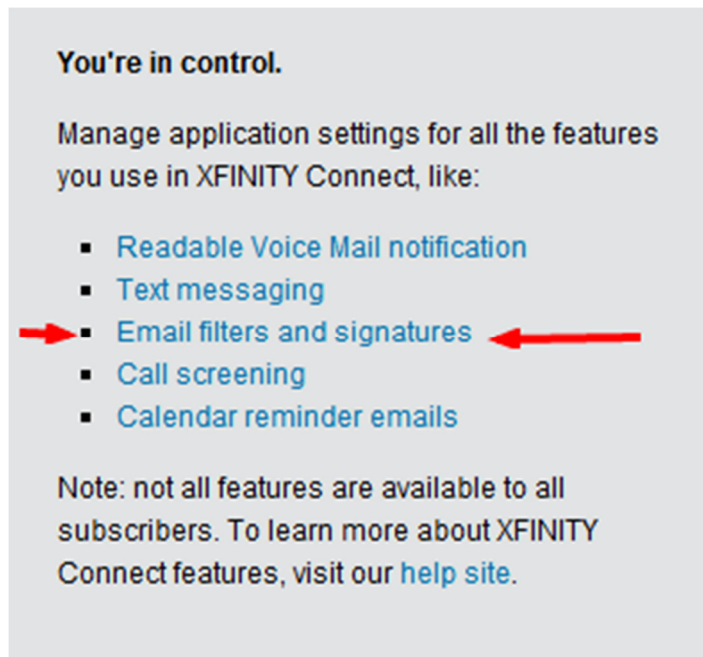 You're in control.
Manage application settings for all the features
you use in XFINITY Connect, like:
Readable Voice Mail notification
Text messaging
Email filters and signatures
Call screening
Calendar reminder emails
Note: not all features are available to all
subscribers. To learn more about XFINITY
Connect features, visit our help site.